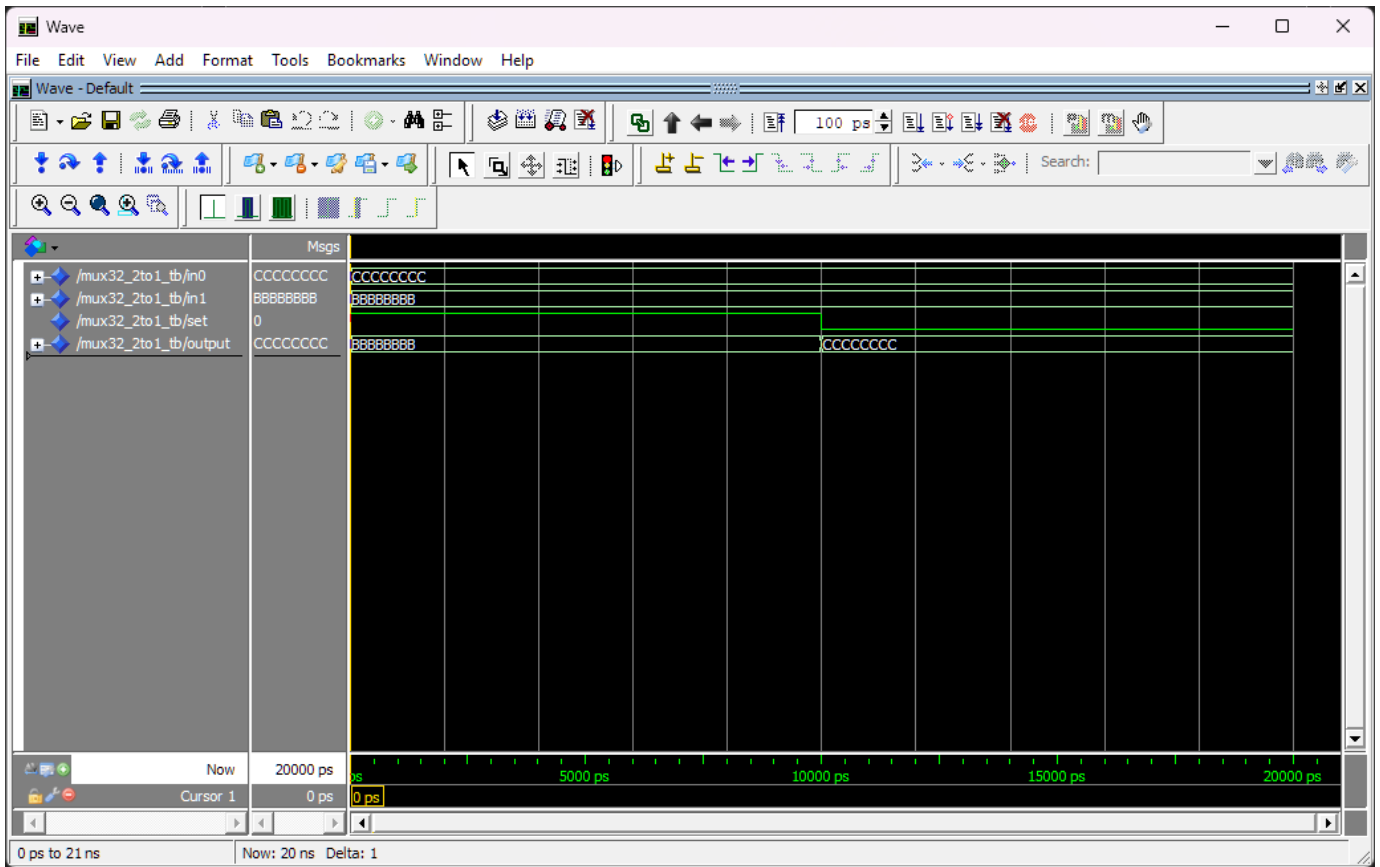 Wave
File Edit View Add Format Tools Bookmarks Window Help
Wave - Default
100 ps
Search:
Msgs
/mux32_2to1_tb/in0 CCCCCCCC CCCCCCCC
/mux32_2to1_tb/in1 BBBBBBBB BBBBBBBB
/mux32_2to1_tb/set 0
/mux32_2to1_tb/output CCCCCCCC BBBBBBBB CCCCCCCC
Now 20000 ps ps 5000 ps 10000 ps 15000 ps 20000 ps
Cursor 1 0 ps 0 ps
0 ps to 21 ns Now: 20 ns Delta: 1